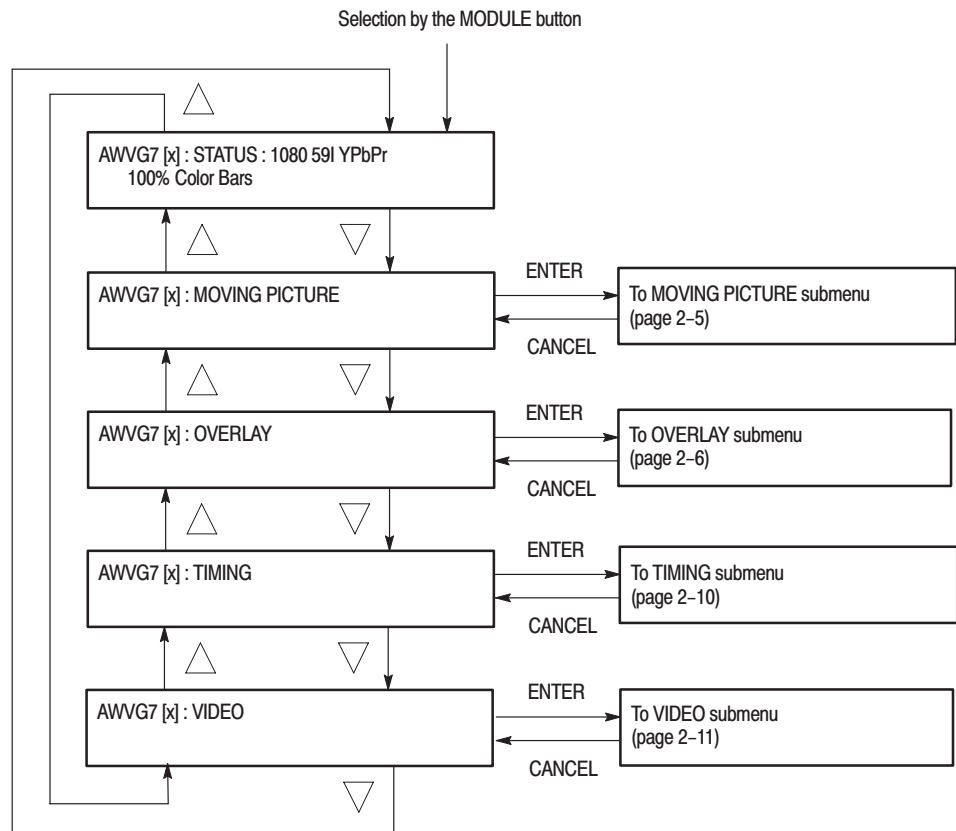 Selection by the MODULE button
AWVG7 [x] : STATUS : 1080 59I YPbPr
100% Color Bars
AWVG7 [x] : MOVING PICTURE
ENTER
CANCEL
To MOVING PICTURE submenu
(page 2–5)
AWVG7 [x] : OVERLAY
ENTER
CANCEL
To OVERLAY submenu
(page 2–6)
AWVG7 [x] : TIMING
ENTER
CANCEL
To TIMING submenu
(page 2–10)
AWVG7 [x] : VIDEO
ENTER
CANCEL
To VIDEO submenu
(page 2–11)